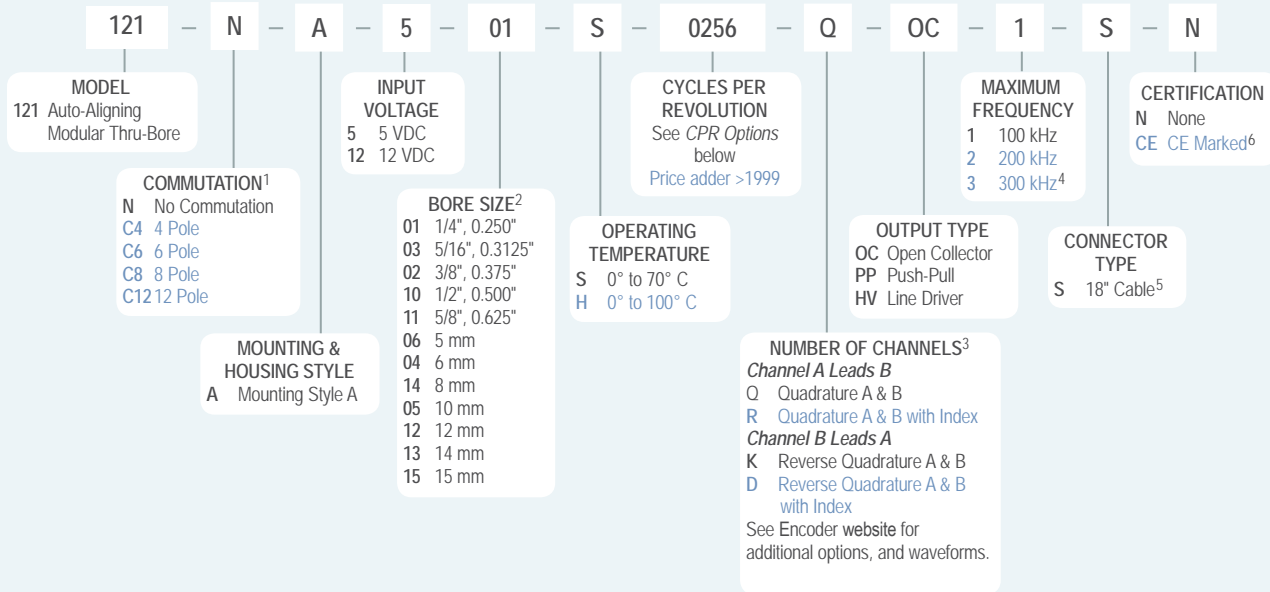 121 – N – A – 5 – 01 – S – 0256 – Q – OC – 1 – S – N
MODEL
121 Auto-Aligning
Modular Thru-Bore
COMMUTATION1
N No Commutation
C4 4 Pole
C6 6 Pole
C8 8 Pole
C12 12 Pole
MOUNTING &
HOUSING STYLE
A Mounting Style A
INPUT
VOLTAGE
5 5 VDC
12 12 VDC
BORE SIZE2
01 1/4", 0.250"
03 5/16", 0.3125"
02 3/8", 0.375"
10 1/2", 0.500"
11 5/8", 0.625"
06 5 mm
04 6 mm
14 8 mm
05 10 mm
12 12 mm
13 14 mm
15 15 mm
OPERATING
TEMPERATURE
S 0° to 70° C
H 0° to 100° C
CYCLES PER
REVOLUTION
See CPR Options
below
Price adder >1999
NUMBER OF CHANNELS3
Channel A Leads B
Q Quadrature A & B
R Quadrature A & B with Index
Channel B Leads A
K Reverse Quadrature A & B
D Reverse Quadrature A & B
with Index
See Encoder website for
additional options, and waveforms.
OUTPUT TYPE
OC Open Collector
PP Push-Pull
HV Line Driver
MAXIMUM
FREQUENCY
1 100 kHz
2 200 kHz
3 300 kHz4
CONNECTOR
TYPE
S 18" Cable5
CERTIFICATION
N None
CE CE Marked6